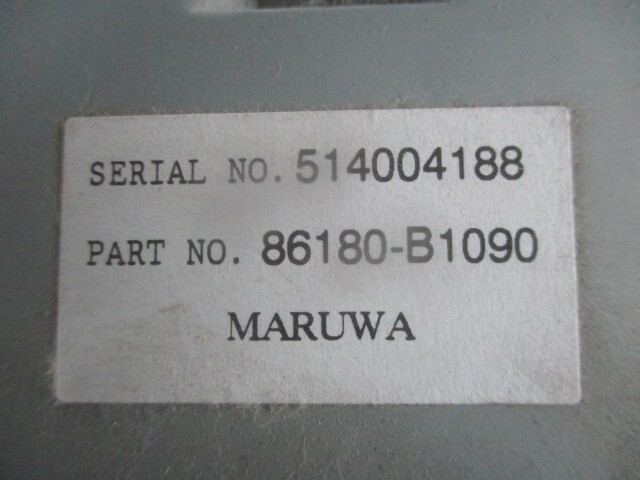 SERIAL NO. 514004188
PART NO. 86180-B1090
MARUWA